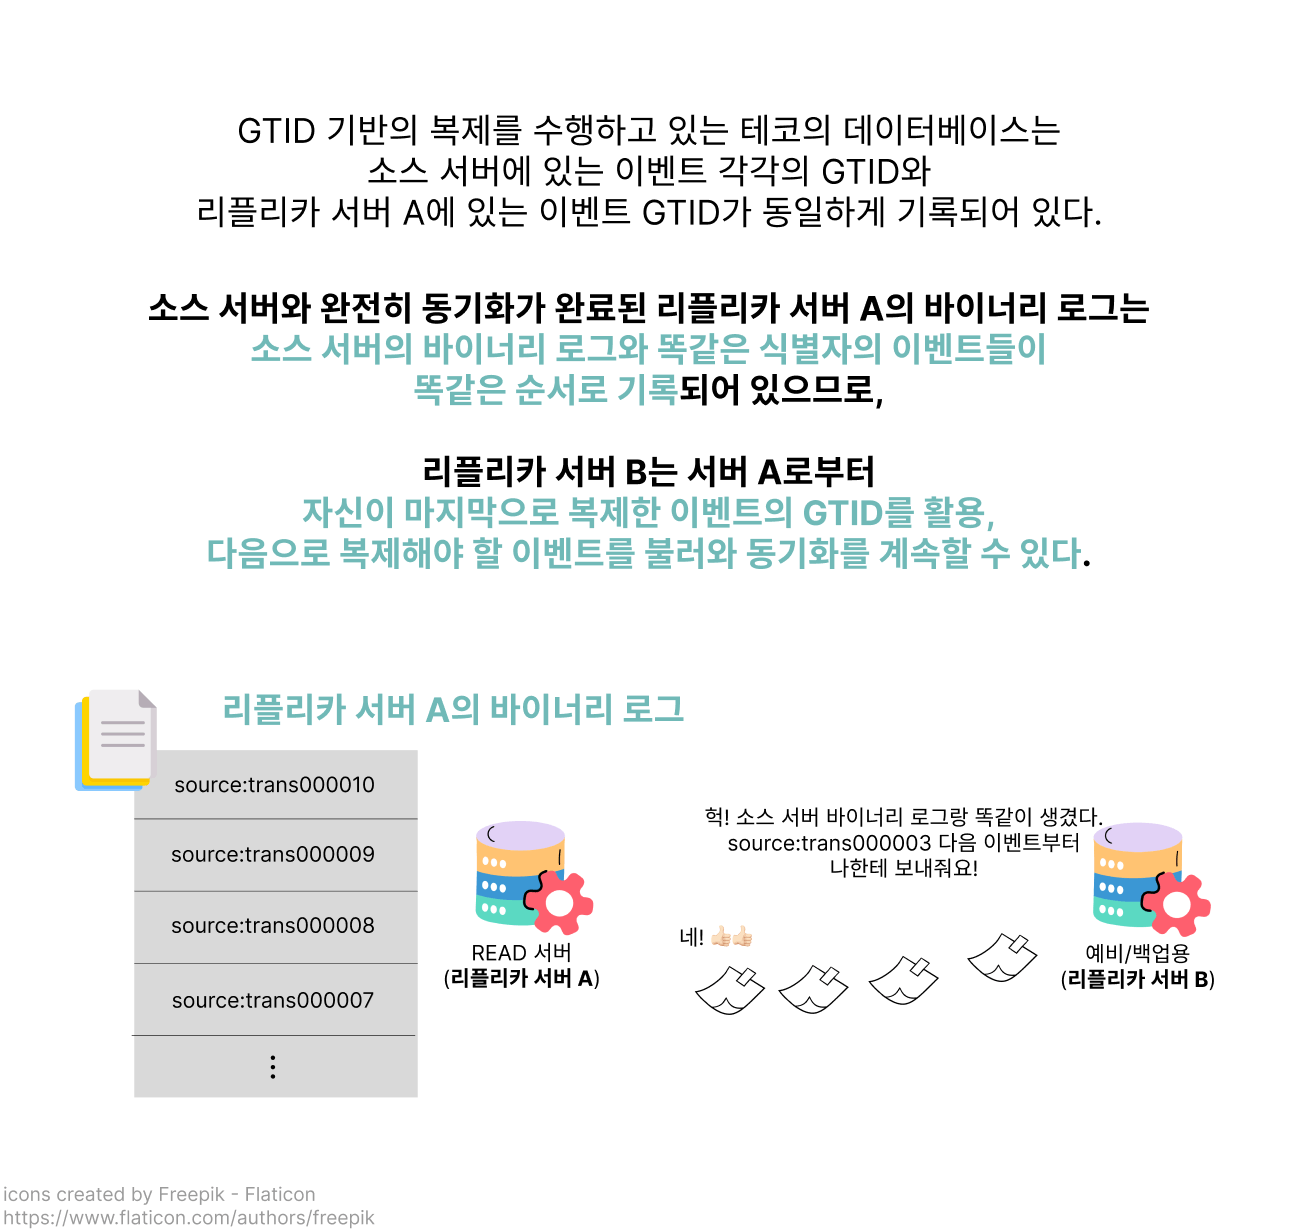 GTID 기반의 복제를 수행하고 있는 테코의 데이터베이스는
소스 서버에 있는 이벤트 각각의 GTID와
리플리카 서버 A에 있는 이벤트 GTID가 동일하게 기록되어 있다.
소스 서버와 완전히 동기화가 완료된 리플리카 서버 A의 바이너리 로그는
소스 서버의 바이너리 로그와 똑같은 식별자의 이벤트들이
똑같은 순서로 기록되어 있으므로,
리플리카 서버 B는 서버 A로부터
자신이 마지막으로 복제한 이벤트의 GTID를 활용,
다음으로 복제해야 할 이벤트를 불러와 동기화를 계속할 수 있다.
리플리카 서버 A의 바이너리 로그
source:trans000010
source:trans000009
source:trans000008
source:trans000007
⋮
READ 서버
(리플리카 서버 A)
헉! 소스 서버 바이너리 로그랑 똑같이 생겼다.
source:trans000003 다음 이벤트부터
나한테 보내줘요!
네! 👍🏻👍🏻
예비/백업용
(리플리카 서버 B)
icons created by Freepik - Flaticon
https://www.flaticon.com/authors/freepik